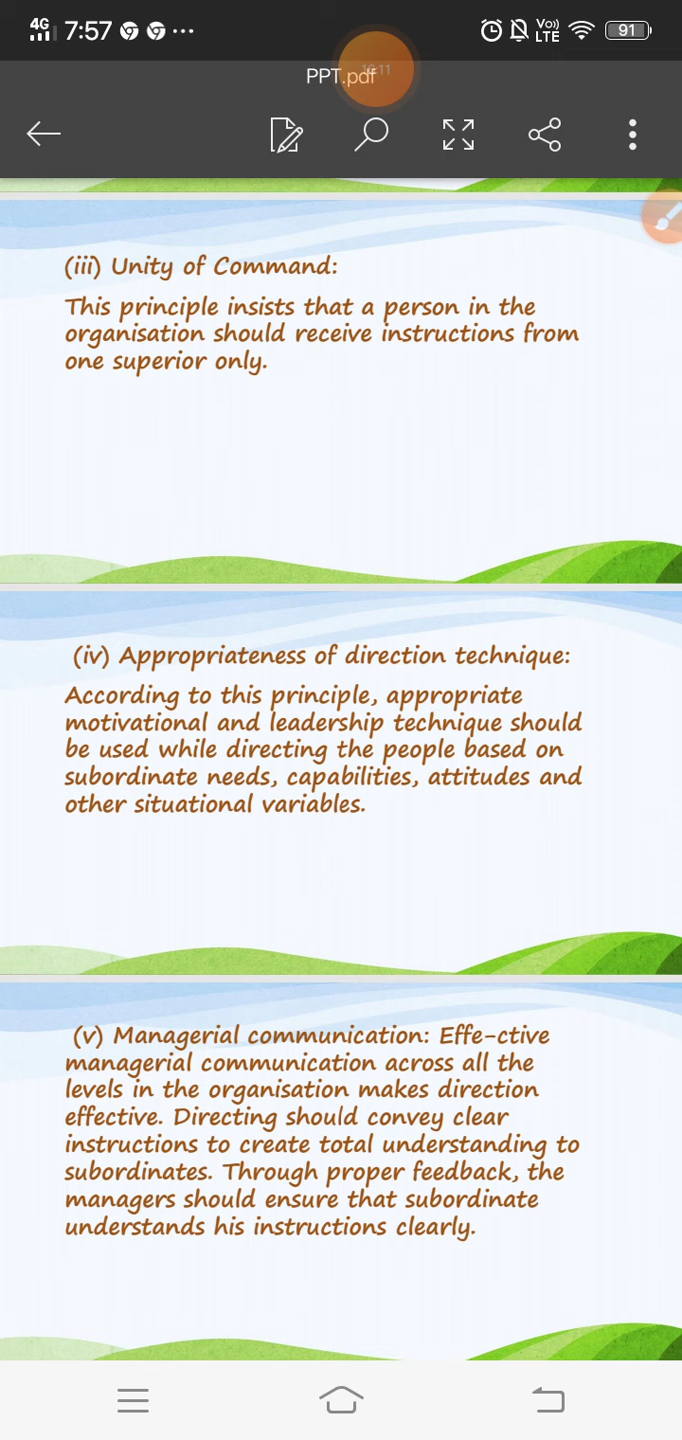 4G 7:57 ... Vo)) LTE 91
PPT.pdf
(iii) Unity of Command:
This principle insists that a person in the
organisation should receive instructions from
one superior only.
(iv) Appropriateness of direction technique:
According to this principle, appropriate
motivational and leadership technique should
be used while directing the people based on
subordinate needs, capabilities, attitudes and
other situational variables.
(v) Managerial communication: Effe-ctive
managerial communication across all the
levels in the organisation makes direction
effective. Directing should convey clear
instructions to create total understanding to
subordinates. Through proper feedback, the
managers should ensure that subordinate
understands his instructions clearly.